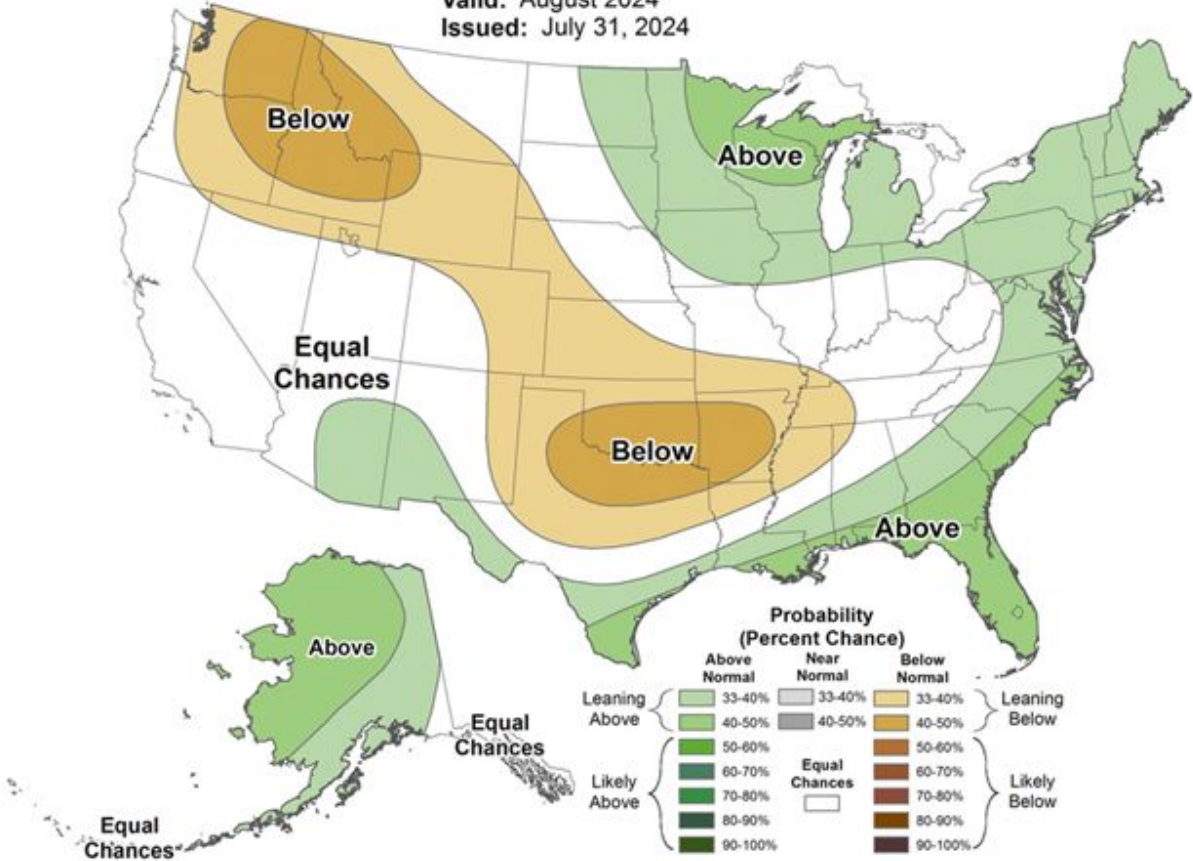 Valid: August 2024
Issued: July 31, 2024
Below
Above
Equal
Chances
Below
Above
Above
Equal
Chances
Equal
Chances
Probability
(Percent Chance)
Above
Normal
Near
Normal
Below
Normal
Leaning
Above
33-40%
33-40%
33-40%
Leaning
Below
40-50%
40-50%
40-50%
Likely
Above
50-60%
50-60%
Likely
Below
60-70%
Equal
Chances
60-70%
70-80%
70-80%
80-90%
80-90%
90-100%
90-100%